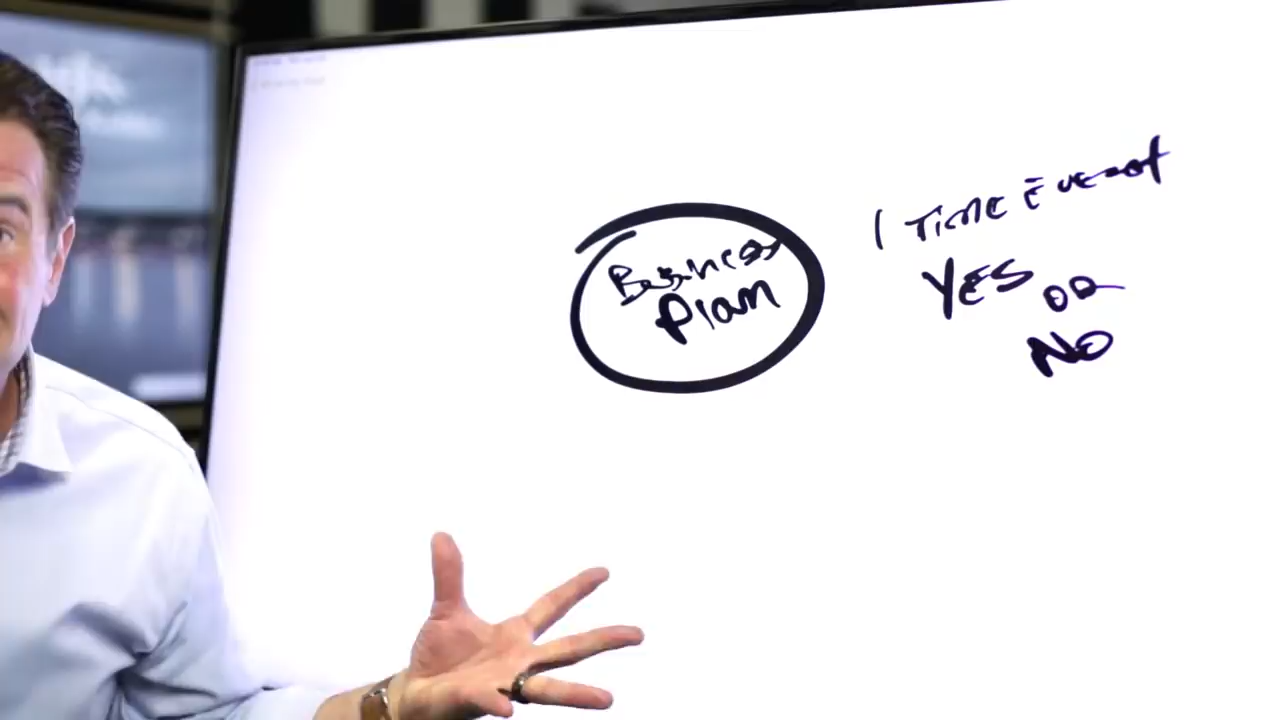 Business
Plan
1 TIME EVENT
YES OR
NO